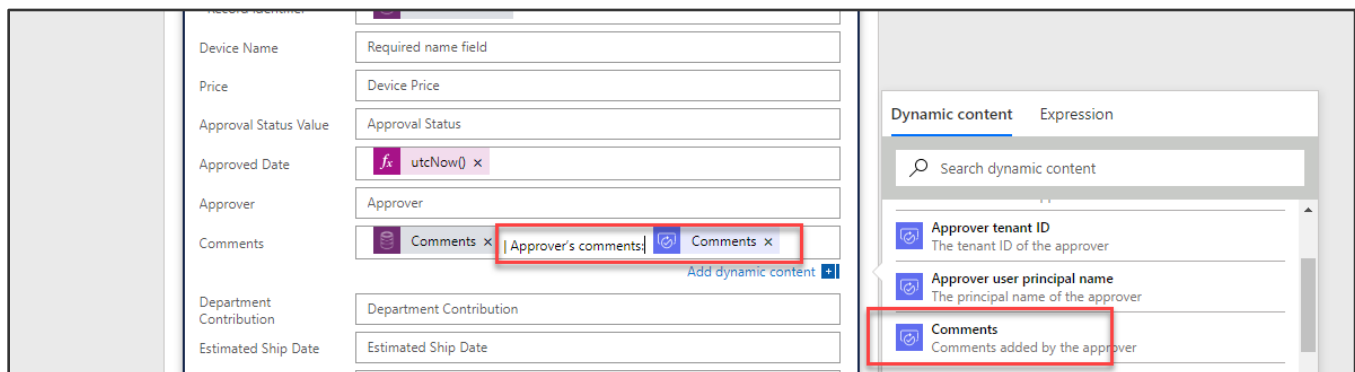 Device Name
Required name field
Price
Device Price
Approval Status Value
Approval Status
Approved Date
fx utcNow() ×
Approver
Approver
Comments
Comments × | Approver's comments: Comments ×
Add dynamic content
Department
Contribution
Department Contribution
Estimated Ship Date
Estimated Ship Date
Dynamic content Expression
Search dynamic content
Approver tenant ID
The tenant ID of the approver
Approver user principal name
The principal name of the approver
Comments
Comments added by the approver